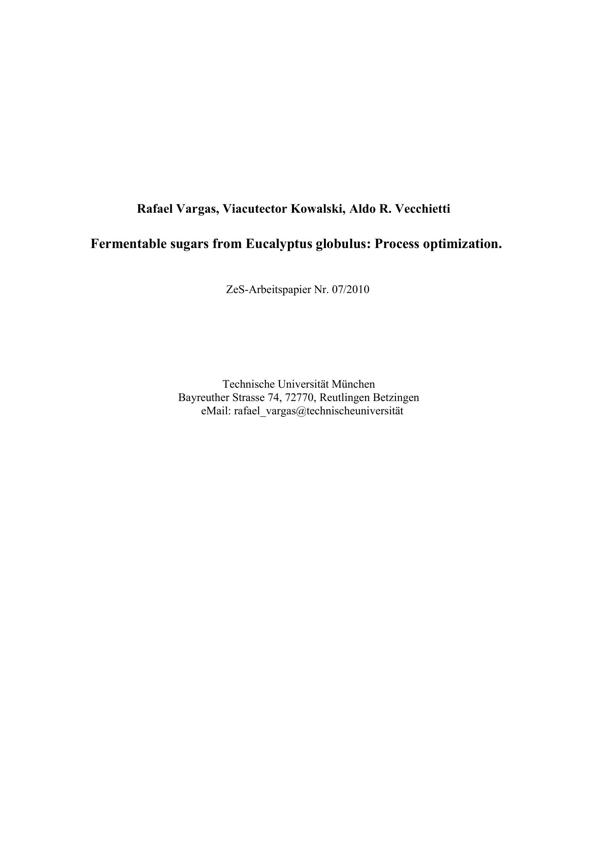 Rafael Vargas, Viacutector Kowalski, Aldo R. Vecchietti
Fermentable sugars from Eucalyptus globulus: Process optimization.
ZeS-Arbeitspapier Nr. 07/2010
Technische Universität München
Bayreuther Strasse 74, 72770, Reutlingen Betzingen
eMail: rafael_vargas@technischeuniversität